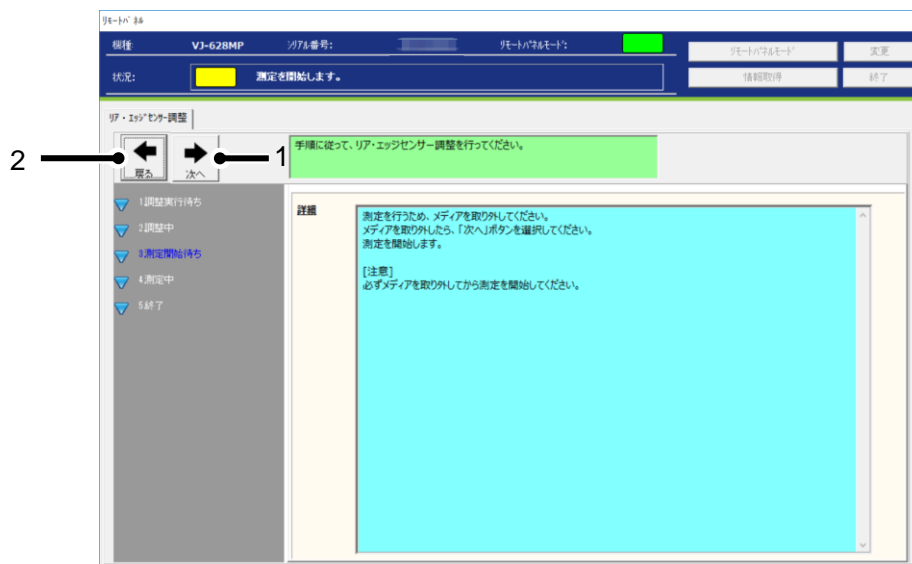 リモートパネル
機種: VJ-628MP シリアル番号: リモートパネルモード:
リモートパネルモード 変更
状況: 測定を開始します。
情報取得 終了
リア・エッジセンサー調整
2 戻る 次へ 1
手順に従って、リア・エッジセンサー調整を行ってください。
1.調整実行待ち
2.調整中
3.測定開始待ち
4.測定中
5.終了
詳細
測定を行うため、メディアを取り外してください。
メディアを取り外したら、「次へ」ボタンを選択してください。
測定を開始します。
[注意]
必ずメディアを取り外してから測定を開始してください。